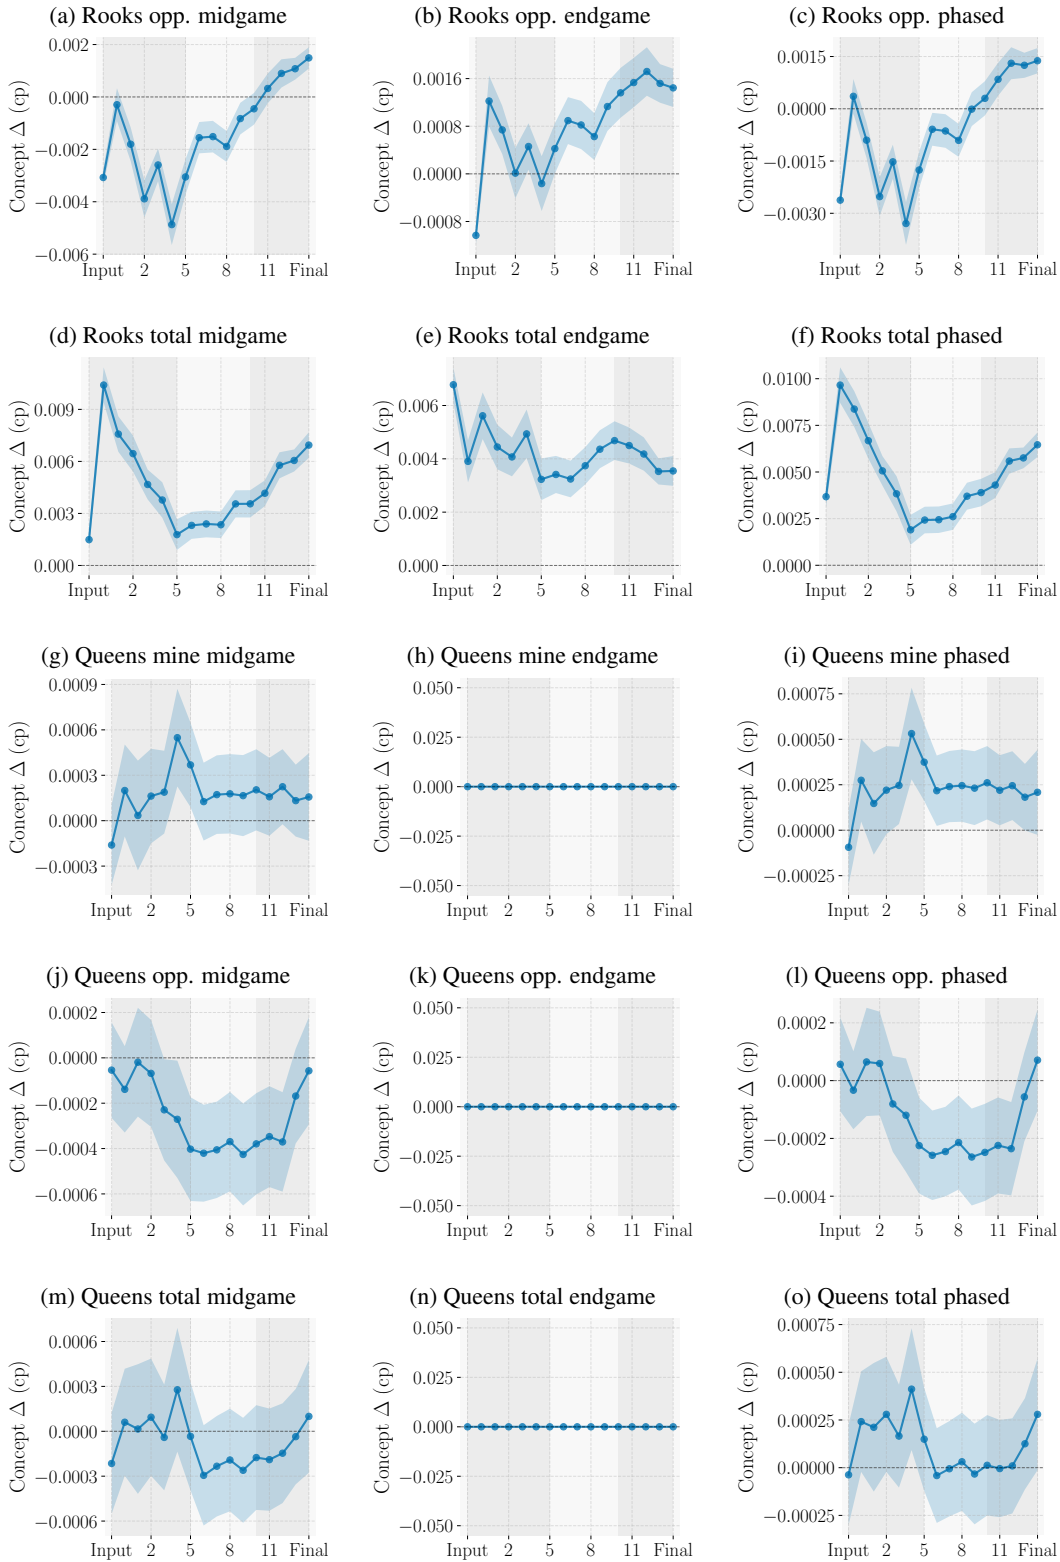 (a) Rooks opp. midgame
Concept Δ (cp)
0.002
0.000
−0.002
−0.004
−0.006
Input 2 5 8 11 Final
(b) Rooks opp. endgame
Concept Δ (cp)
0.0016
0.0008
0.0000
−0.0008
Input 2 5 8 11 Final
(c) Rooks opp. phased
Concept Δ (cp)
0.0015
0.0000
−0.0015
−0.0030
Input 2 5 8 11 Final
(d) Rooks total midgame
Concept Δ (cp)
0.009
0.006
0.003
0.000
Input 2 5 8 11 Final
(e) Rooks total endgame
Concept Δ (cp)
0.006
0.004
0.002
0.000
Input 2 5 8 11 Final
(f) Rooks total phased
Concept Δ (cp)
0.0100
0.0075
0.0050
0.0025
0.0000
Input 2 5 8 11 Final
(g) Queens mine midgame
Concept Δ (cp)
0.0009
0.0006
0.0003
0.0000
−0.0003
Input 2 5 8 11 Final
(h) Queens mine endgame
Concept Δ (cp)
0.050
0.025
0.000
−0.025
−0.050
Input 2 5 8 11 Final
(i) Queens mine phased
Concept Δ (cp)
0.00075
0.00050
0.00025
0.00000
−0.00025
Input 2 5 8 11 Final
(j) Queens opp. midgame
Concept Δ (cp)
0.0002
0.0000
−0.0002
−0.0004
−0.0006
Input 2 5 8 11 Final
(k) Queens opp. endgame
Concept Δ (cp)
0.050
0.025
0.000
−0.025
−0.050
Input 2 5 8 11 Final
(l) Queens opp. phased
Concept Δ (cp)
0.0002
0.0000
−0.0002
−0.0004
Input 2 5 8 11 Final
(m) Queens total midgame
Concept Δ (cp)
0.0006
0.0003
0.0000
−0.0003
−0.0006
Input 2 5 8 11 Final
(n) Queens total endgame
Concept Δ (cp)
0.050
0.025
0.000
−0.025
−0.050
Input 2 5 8 11 Final
(o) Queens total phased
Concept Δ (cp)
0.00075
0.00050
0.00025
0.00000
−0.00025
Input 2 5 8 11 Final